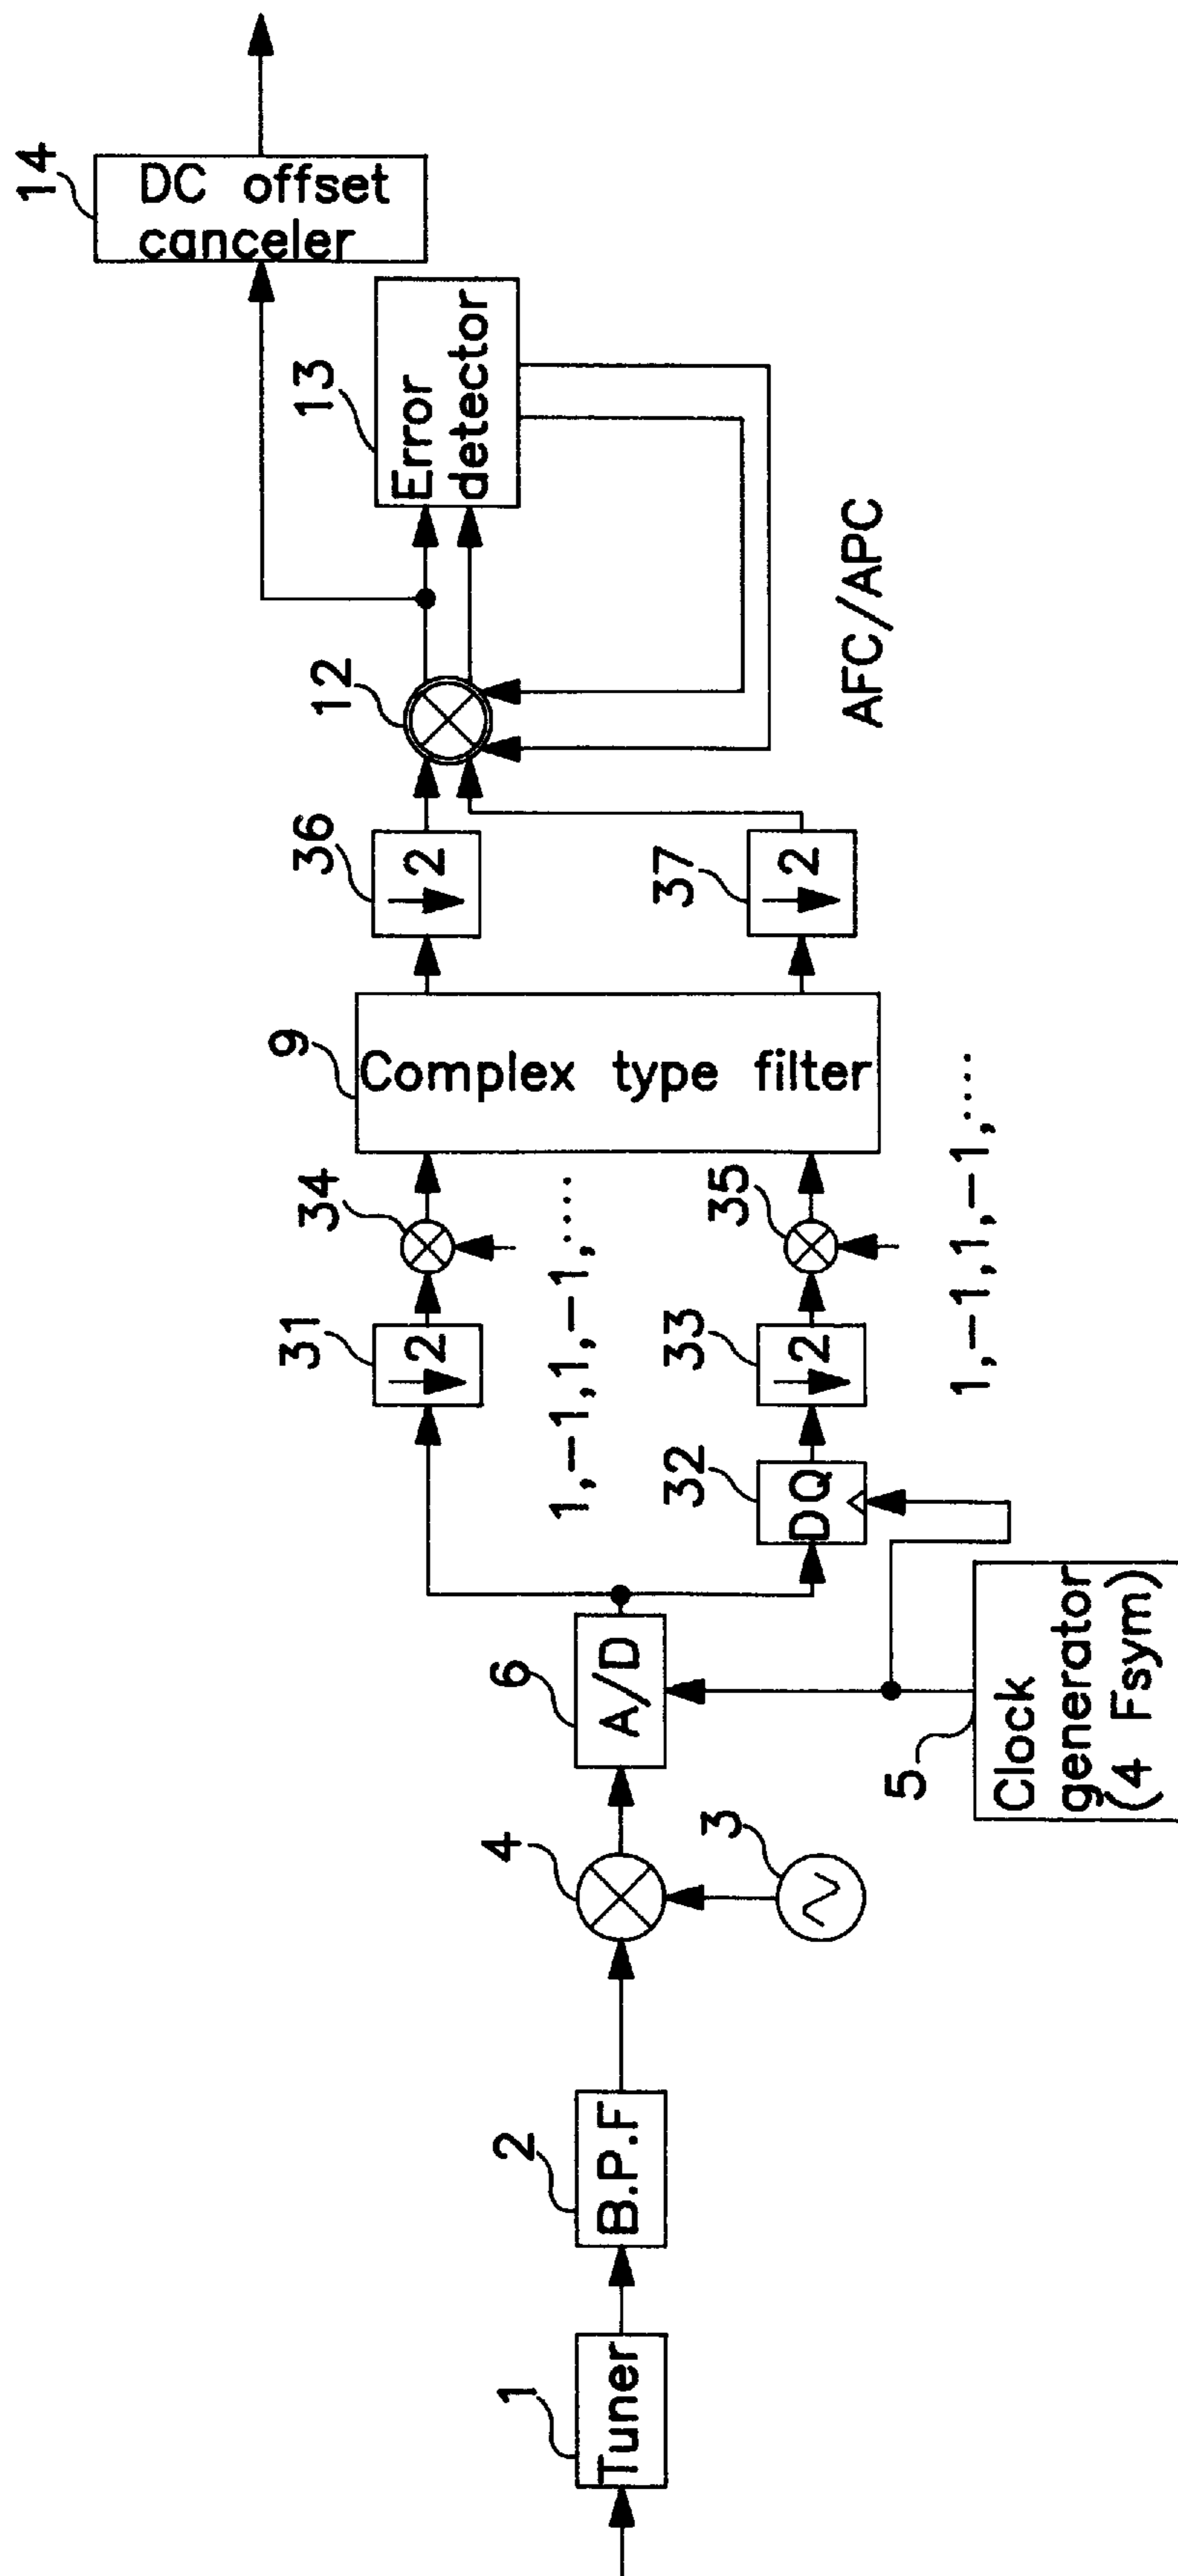 1
Tuner
2
B.P.F
4
3
6
A/D
5
Clock
generator
(4 Fsym)
31
↓2
32
DQ
33
↓2
34
1,-1,1,-1,....
35
1,-1,1,-1,....
9
Complex type filter
36
↓2
37
↓2
12
AFC/APC
13
Error
detector
14
DC offset
canceler